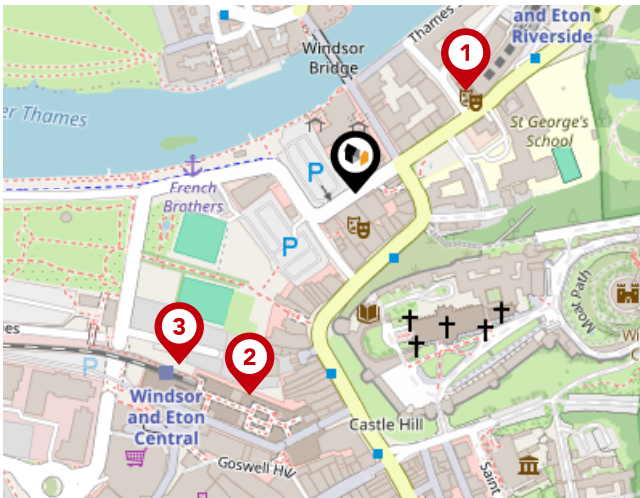 and Eton
Riverside
Thames
1
Windsor
Bridge
er Thames
St George's
School
P
French
Brothers
P
Moat Path
3
2
P
Windsor
and Eton
Central
Castle Hill
Goswell H
Saint